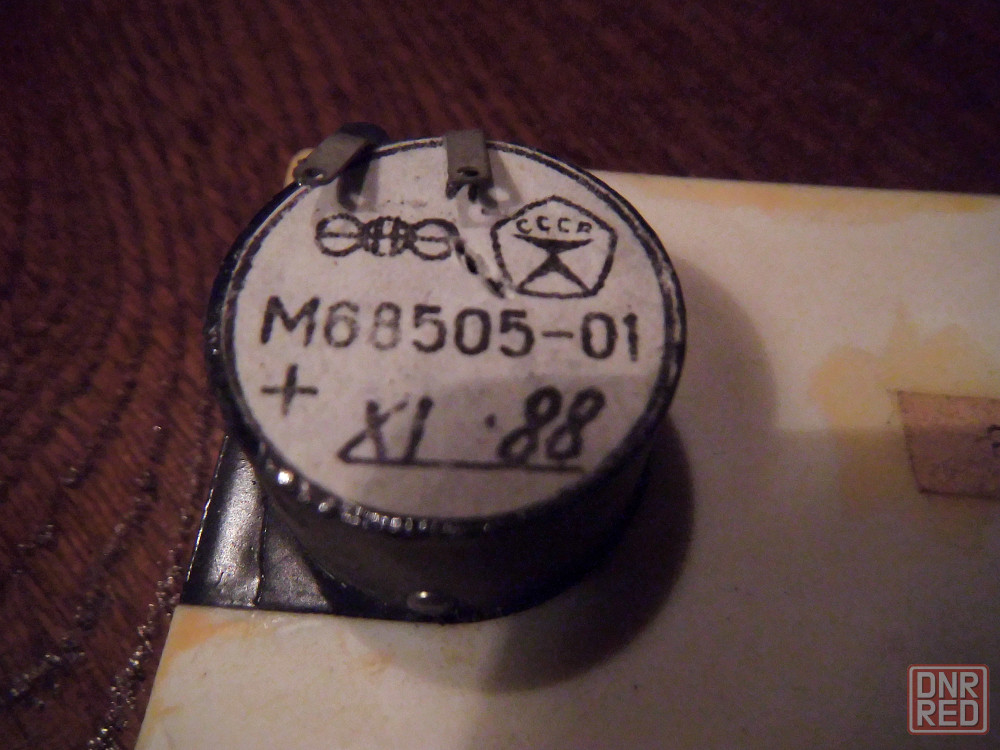 СССР
М68505-01
+
XI .88
DNR
RED